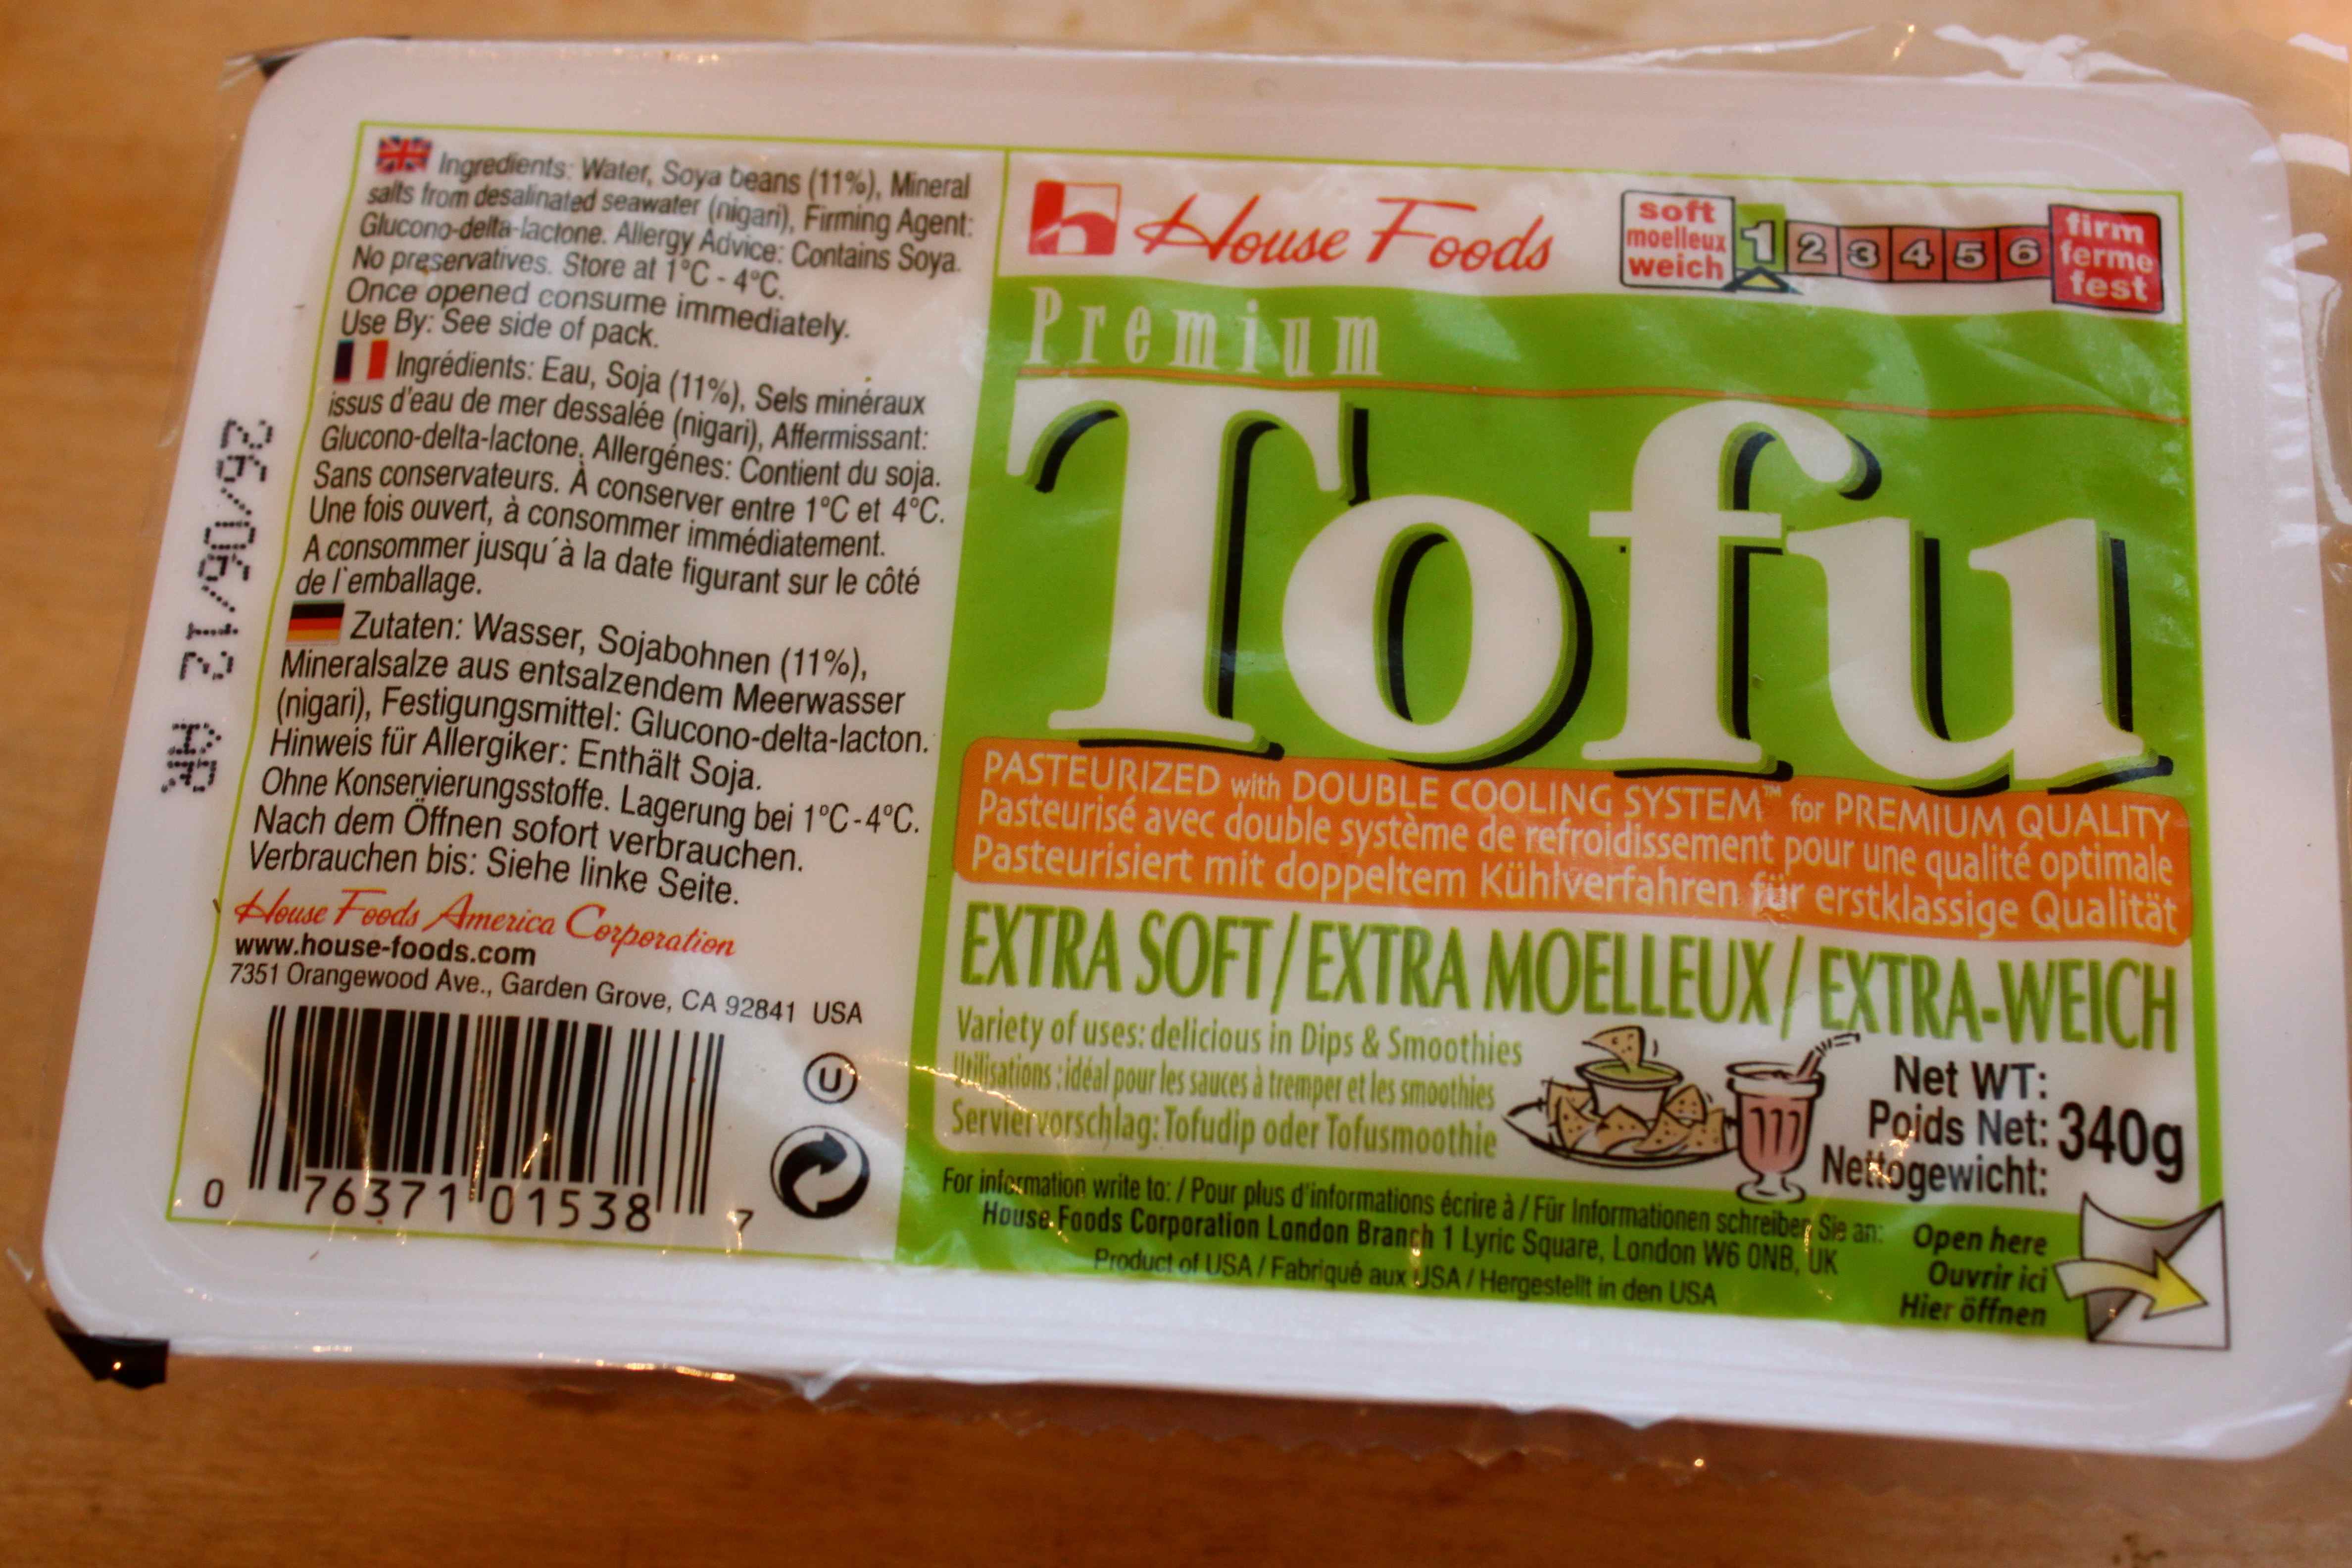 Ingredients: Water, Soya beans (11%), Mineral
salts from desalinated seawater (nigari), Firming Agent:
Glucono-delta-lactone. Allergy Advice: Contains Soya.
No preservatives. Store at 1°C - 4°C.
Once opened consume immediately.
Use By: See side of pack.
Ingrédients: Eau, Soja (11%), Sels minéraux
issus d'eau de mer dessalée (nigari), Affermissant:
Glucono-delta-lactone. Allergénes: Contient du soja.
Sans conservateurs. À conserver entre 1°C et 4°C.
Une fois ouvert, à consommer immédiatement.
A consommer jusqu´à la date figurant sur le côté
de l'emballage.
Zutaten: Wasser, Sojabohnen (11%),
Mineralsalze aus entsalzendem Meerwasser
(nigari), Festigungsmittel: Glucono-delta-lacton.
Hinweis für Allergiker: Enthält Soja.
Ohne Konservierungsstoffe. Lagerung bei 1°C-4°C.
Nach dem Öffnen sofort verbrauchen.
Verbrauchen bis: Siehe linke Seite.
House Foods America Corporation
www.house-foods.com
7351 Orangewood Ave., Garden Grove, CA 92841 USA
U
0 76371 01538 7
26/06/12 HR
House Foods
soft
moelleux
weich
1 2 3 4 5 6
firm
ferme
fest
Premium
Tofu
PASTEURIZED with DOUBLE COOLING SYSTEM™ for PREMIUM QUALITY
Pasteurisé avec double système de refroidissement pour une qualité optimale
Pasteurisiert mit doppeltem Kühlverfahren für erstklassige Qualität
EXTRA SOFT / EXTRA MOELLEUX / EXTRA-WEICH
Variety of uses: delicious in Dips & Smoothies
Utilisations : idéal pour les sauces à tremper et les smoothies
Serviervorschlag: Tofudip oder Tofusmoothie
Net WT:
Poids Net: 340g
Nettogewicht:
For information write to: / Pour plus d'informations écrire à / Für Informationen schreiben Sie an:
House Foods Corporation London Branch 1 Lyric Square, London W6 0NB, UK
Product of USA / Fabriqué aux USA / Hergestellt in den USA
Open here
Ouvrir ici
Hier öffnen